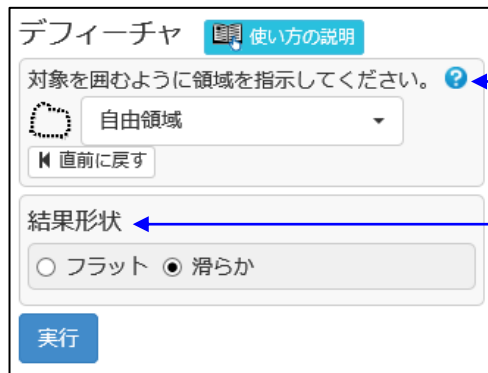 デフィーチャ 使い方の説明
対象を囲むように領域を指示してください。 ?
自由領域
直前に戻す
結果形状
フラット 滑らか
実行